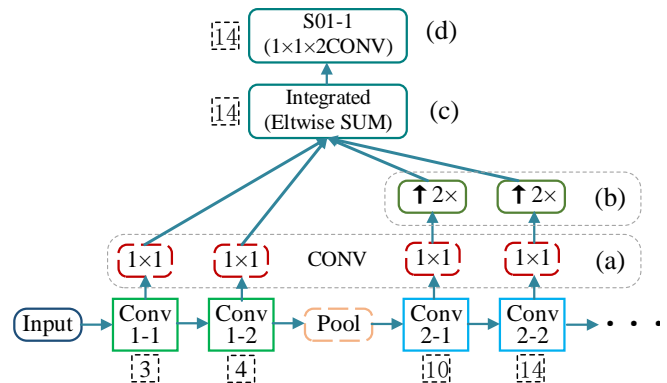 S01-1
(1×1×2CONV)
14
(d)
Integrated
(Eltwise SUM)
14
(c)
↑ 2×
↑ 2×
(b)
1×1
1×1
CONV
1×1
1×1
(a)
Input
Conv
1-1
Conv
1-2
Pool
Conv
2-1
Conv
2-2
· · ·
3
4
10
14